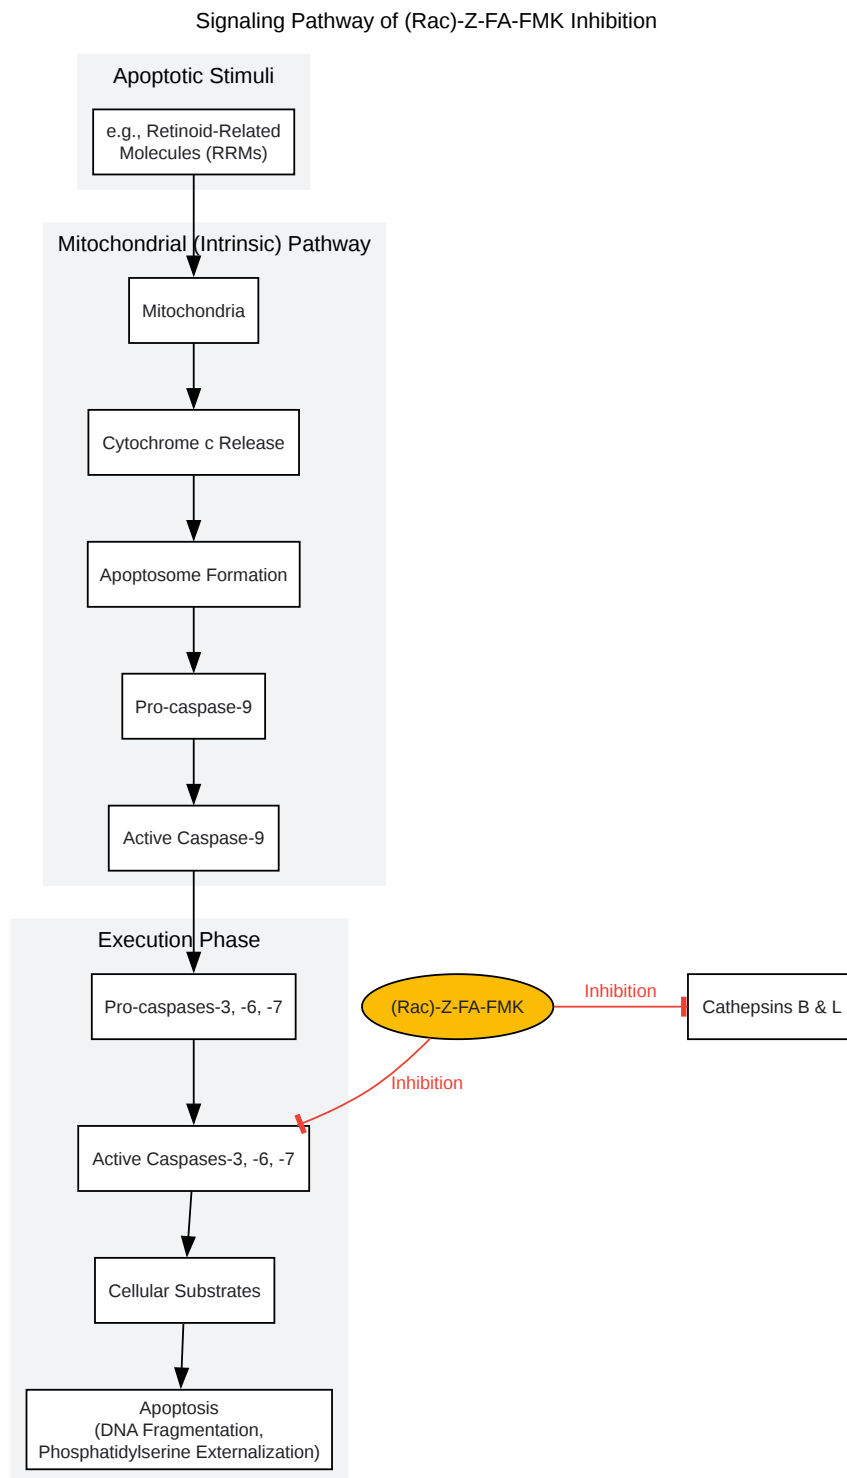 Signaling Pathway of (Rac)-Z-FA-FMK Inhibition
Apoptotic Stimuli
e.g., Retinoid-Related
Molecules (RRMs)
Mitochondrial (Intrinsic) Pathway
Mitochondria
Cytochrome c Release
Apoptosome Formation
Pro-caspase-9
Active Caspase-9
Execution Phase
Pro-caspases-3, -6, -7
(Rac)-Z-FA-FMK
Inhibition
Cathepsins B & L
Inhibition
Active Caspases-3, -6, -7
Cellular Substrates
Apoptosis
(DNA Fragmentation,
Phosphatidylserine Externalization)